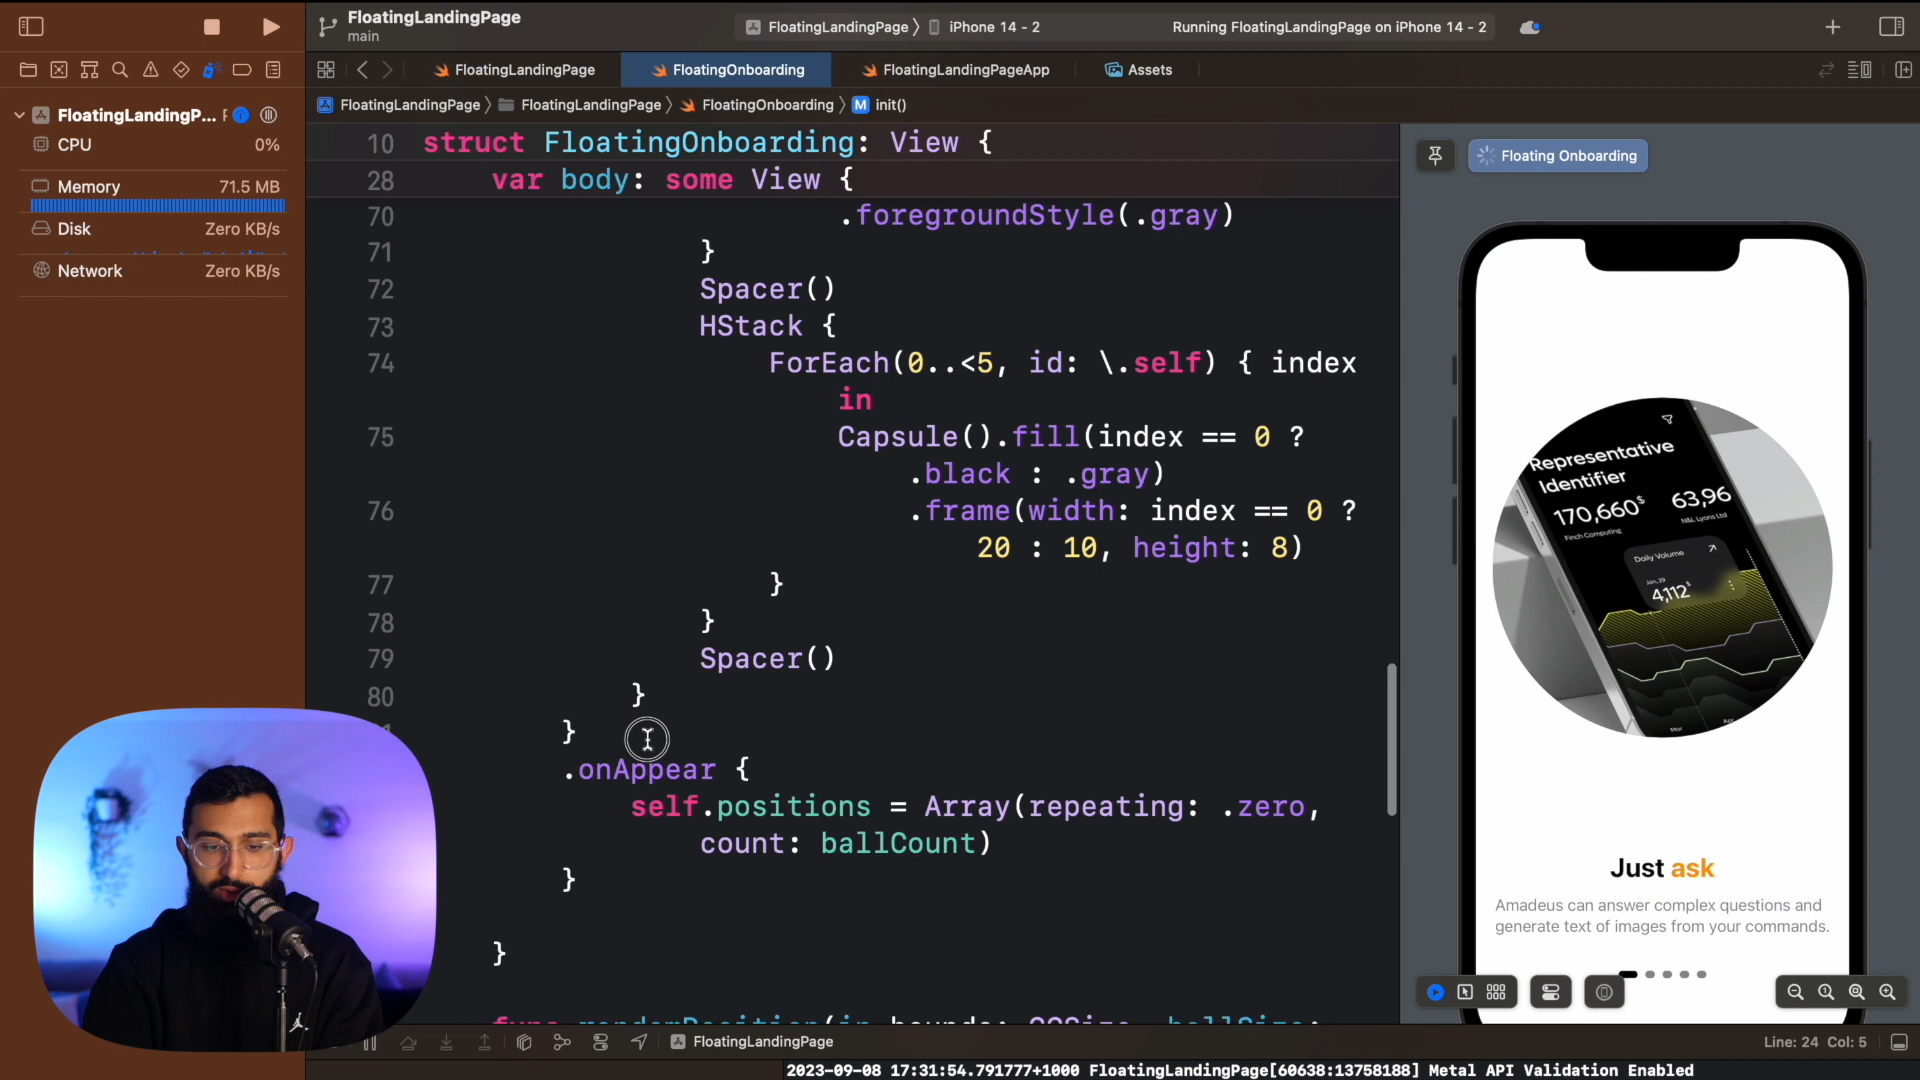 FloatingLandingPage
main
FloatingLandingPage 〉 iPhone 14 - 2
Running FloatingLandingPage on iPhone 14 - 2
FloatingLandingPage
FloatingOnboarding
FloatingLandingPageApp
Assets
FloatingLandingPage 〉 FloatingLandingPage 〉 FloatingOnboarding 〉 M init()
FloatingLandingP...
CPU 0%
Memory 71.5 MB
Disk Zero KB/s
Network Zero KB/s
10 struct FloatingOnboarding: View {
28 var body: some View {
70 .foregroundStyle(.gray)
71 }
72 Spacer()
73 HStack {
74 ForEach(0..<5, id: \.self) { index
in
75 Capsule().fill(index == 0 ?
.black : .gray)
76 .frame(width: index == 0 ?
20 : 10, height: 8)
77 }
78 }
79 Spacer()
80 }
}
.onAppear {
self.positions = Array(repeating: .zero,
count: ballCount)
}
}
Floating Onboarding
Representative
Identifier
170,660$ 63,96
Finch Computing
N&L Lyons Ltd
Daily Volume
Jan, 29
4,112$
Mar
Just ask
Amadeus can answer complex questions and
generate text of images from your commands.
FloatingLandingPage
Line: 24 Col: 5
2023-09-08 17:31:54.791777+1000 FloatingLandingPage[60638:13758188] Metal API Validation Enabled